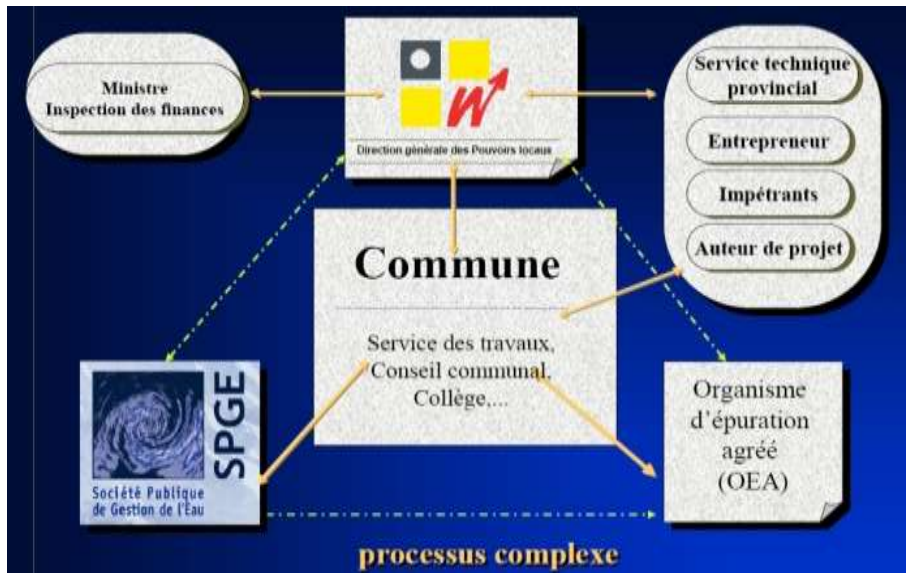 Ministre
Inspection des finances
Direction générale des Pouvoirs locaux
Service technique
provincial
Entrepreneur
Impétrants
Auteur de projet
Commune
Service des travaux,
Conseil communal,
Collège,...
SPGE
Société Publique
de Gestion de l'Eau
Organisme
d'épuration
agréé
(OEA)
processus complexe